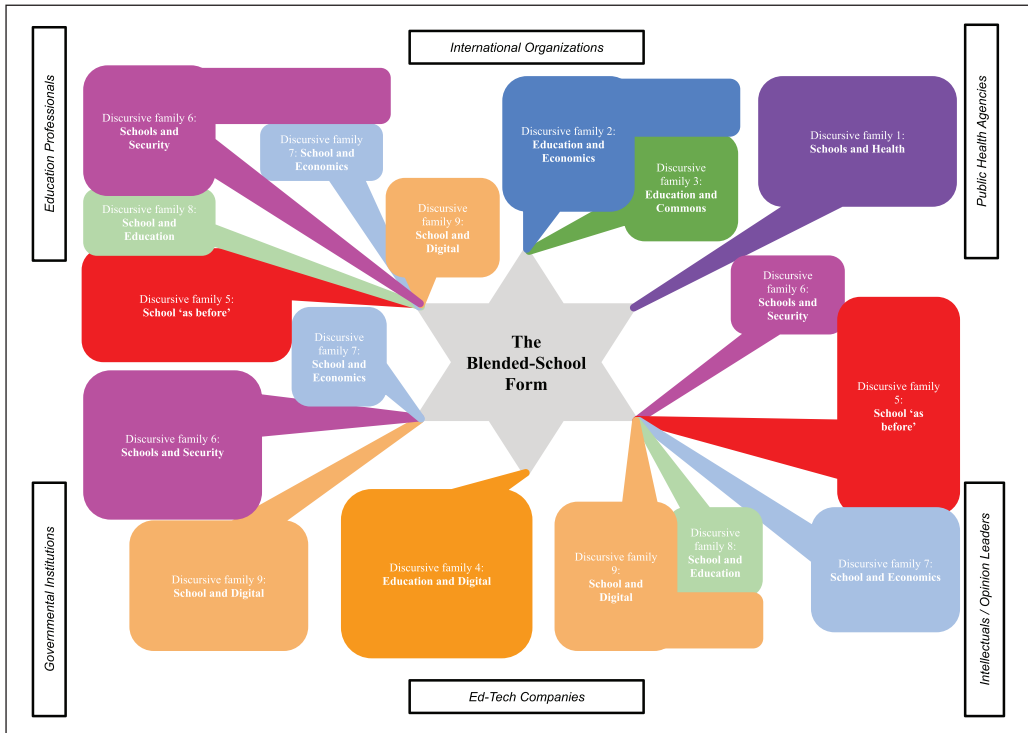 International Organizations
Education Professionals
Public Health Agencies
Discursive family 6:
Schools and
Security
Discursive family
7: School and
Economics
Discursive family 8:
School and
Education
Discursive
family 9:
School and
Digital
Discursive family 5:
School ‘as before’
Discursive family 2:
Education and
Economics
Discursive
family 3:
Education and
Commons
Discursive family 1:
Schools and Health
Discursive
family 6:
Schools and
Security
Discursive family
5:
School ‘as
before’
The
Blended-School
Form
Discursive
family 7:
School and
Economics
Discursive family
6:
Schools and Security
Discursive family 9:
School and Digital
Discursive family 4:
Education and Digital
Discursive family
9:
School and
Digital
Discursive
family 8:
School and
Education
Discursive family 7:
School and Economics
Governmental Institutions
Intellectuals / Opinion Leaders
Ed-Tech Companies